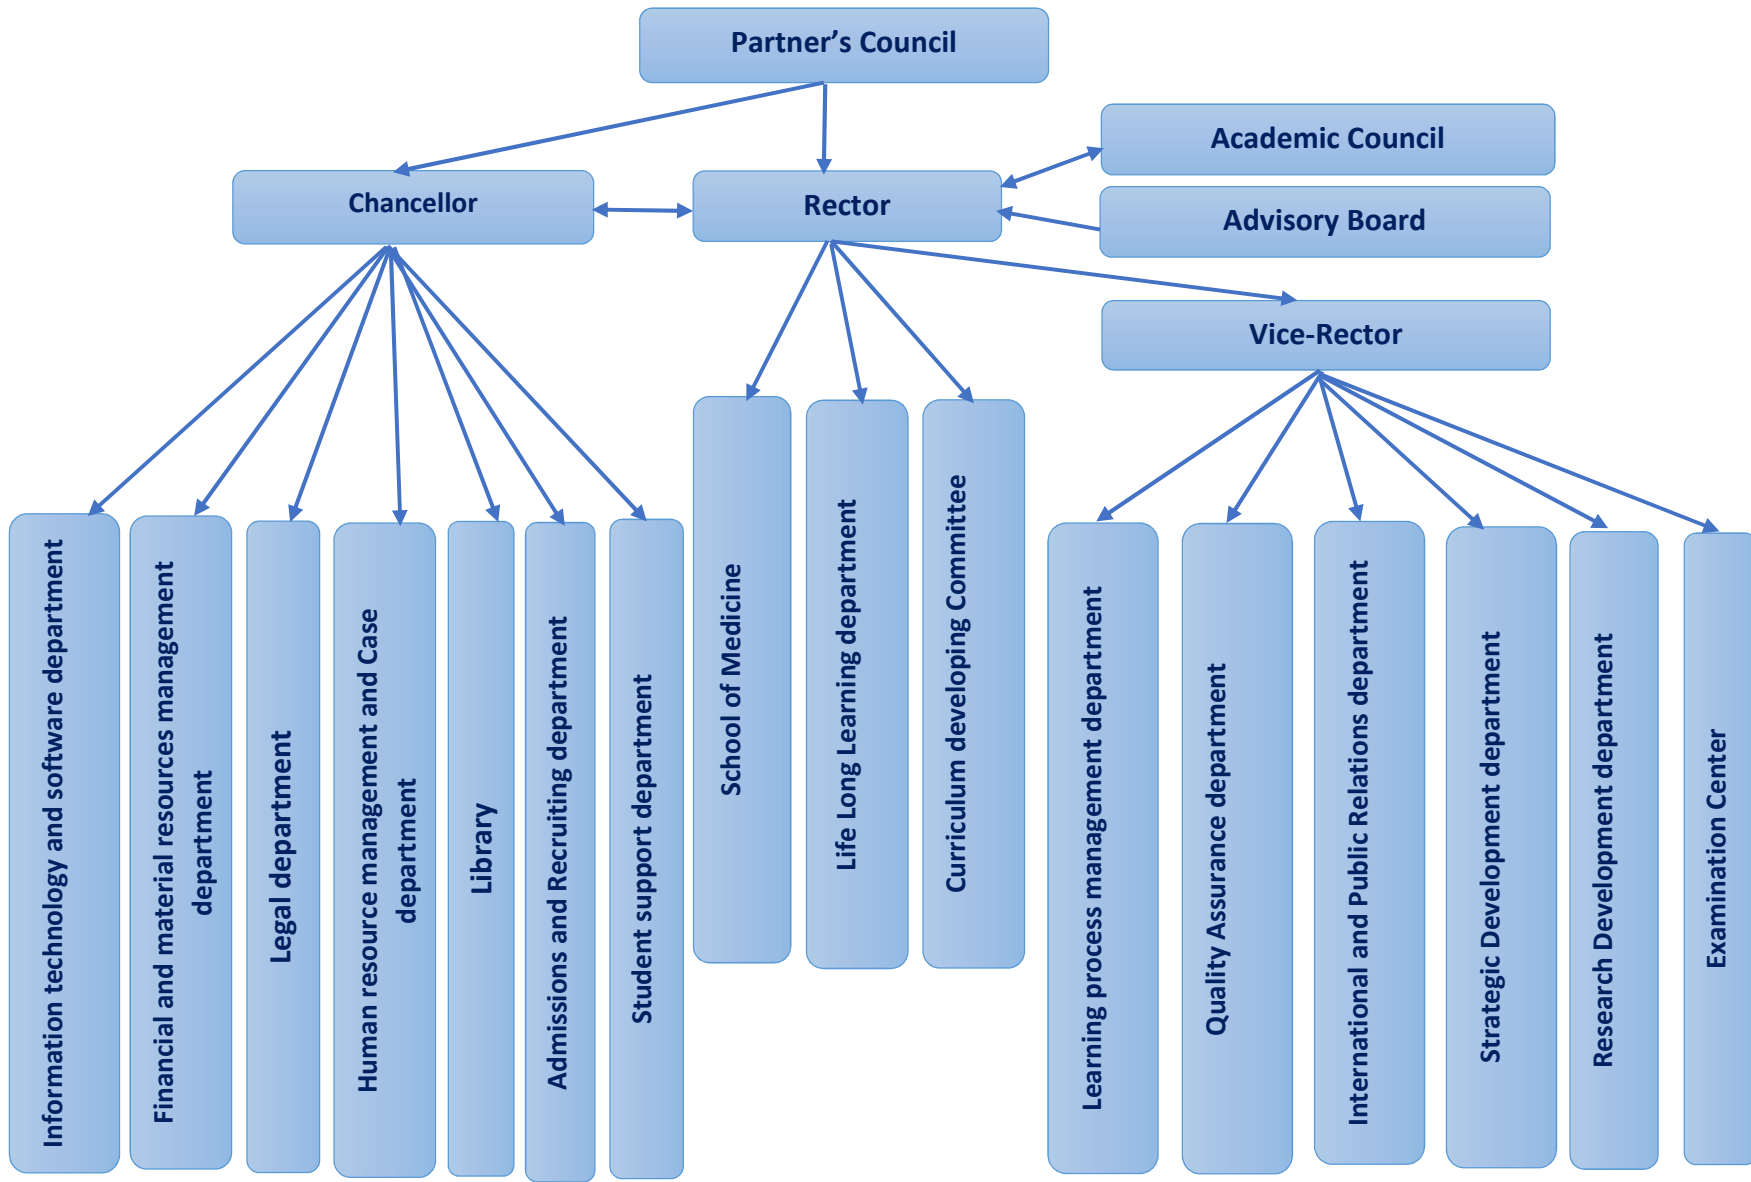 Partner’s Council
Academic Council
Chancellor
Rector
Advisory Board
Vice-Rector
Information technology and software department
Financial and material resources management
department
Legal department
Human resource management and Case
department
Library
Admissions and Recruiting department
Student support department
School of Medicine
Life Long Learning department
Curriculum developing Committee
Learning process management department
Quality Assurance department
International and Public Relations department
Strategic Development department
Research Development department
Examination Center